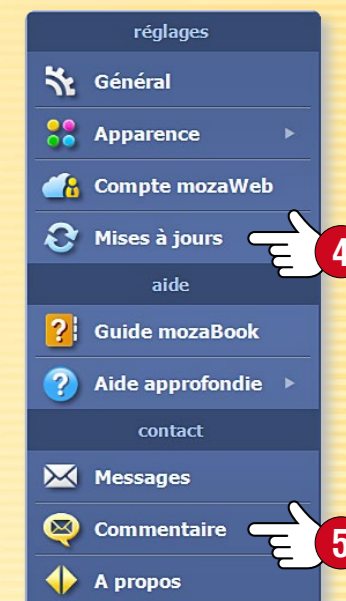 réglages
Général
Apparence
Compte mozaWeb
Mises à jours
4
aide
Guide mozaBook
Aide approfondie
contact
Messages
Commentaire
5
A propos